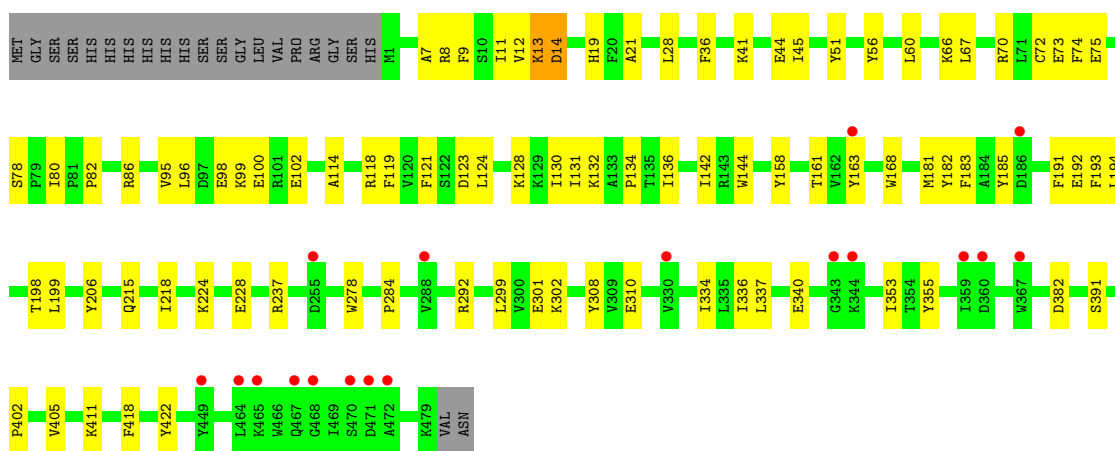 MET GLY SER SER HIS HIS HIS HIS HIS HIS SER SER GLY LEU VAL PRO ARG GLY SER HIS M1 A7 R8 F9 S10 I11 V12 K13 D14 H19 F20 A21 L28 F36 K41 E44 I45 Y51 Y56 L60 K66 L67 R70 L71 C72 E73 F74 E75
S78 P79 I80 P81 P82 R86 V95 L96 D97 E98 K99 E100 R101 E102 A114 R118 F119 V120 F121 S122 D123 L124 K128 K129 I130 I131 K132 A133 P134 T135 I136 I142 R143 W144 Y158 T161 V162 Y163 W168 M181 Y182 F183 A184 Y185 D186 F191 E192 F193 L194
T198 L199 Y206 Q215 I218 K224 E228 R237 D255 W278 P284 V288 R292 L299 V300 E301 K302 Y308 V309 E310 V330 I334 L335 I336 L337 E340 G343 K344 I353 T354 Y355 I359 D360 W367 D382 S391
P402 V405 K411 F418 Y422 Y449 L464 K465 W466 Q467 G468 I469 S470 D471 A472 K479 VAL ASN